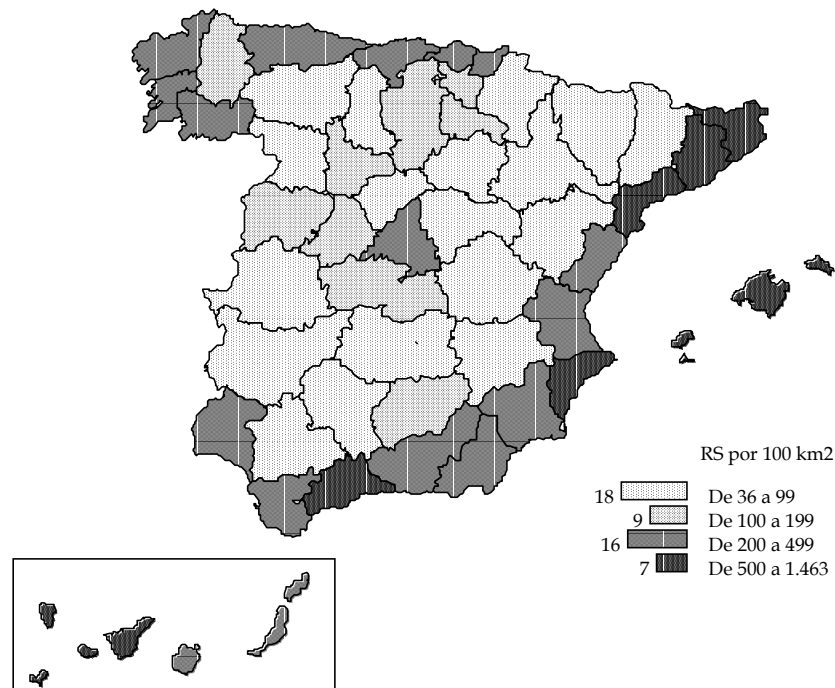 RS por 100 km2
18 De 36 a 99
9 De 100 a 199
16 De 200 a 499
7 De 500 a 1.463